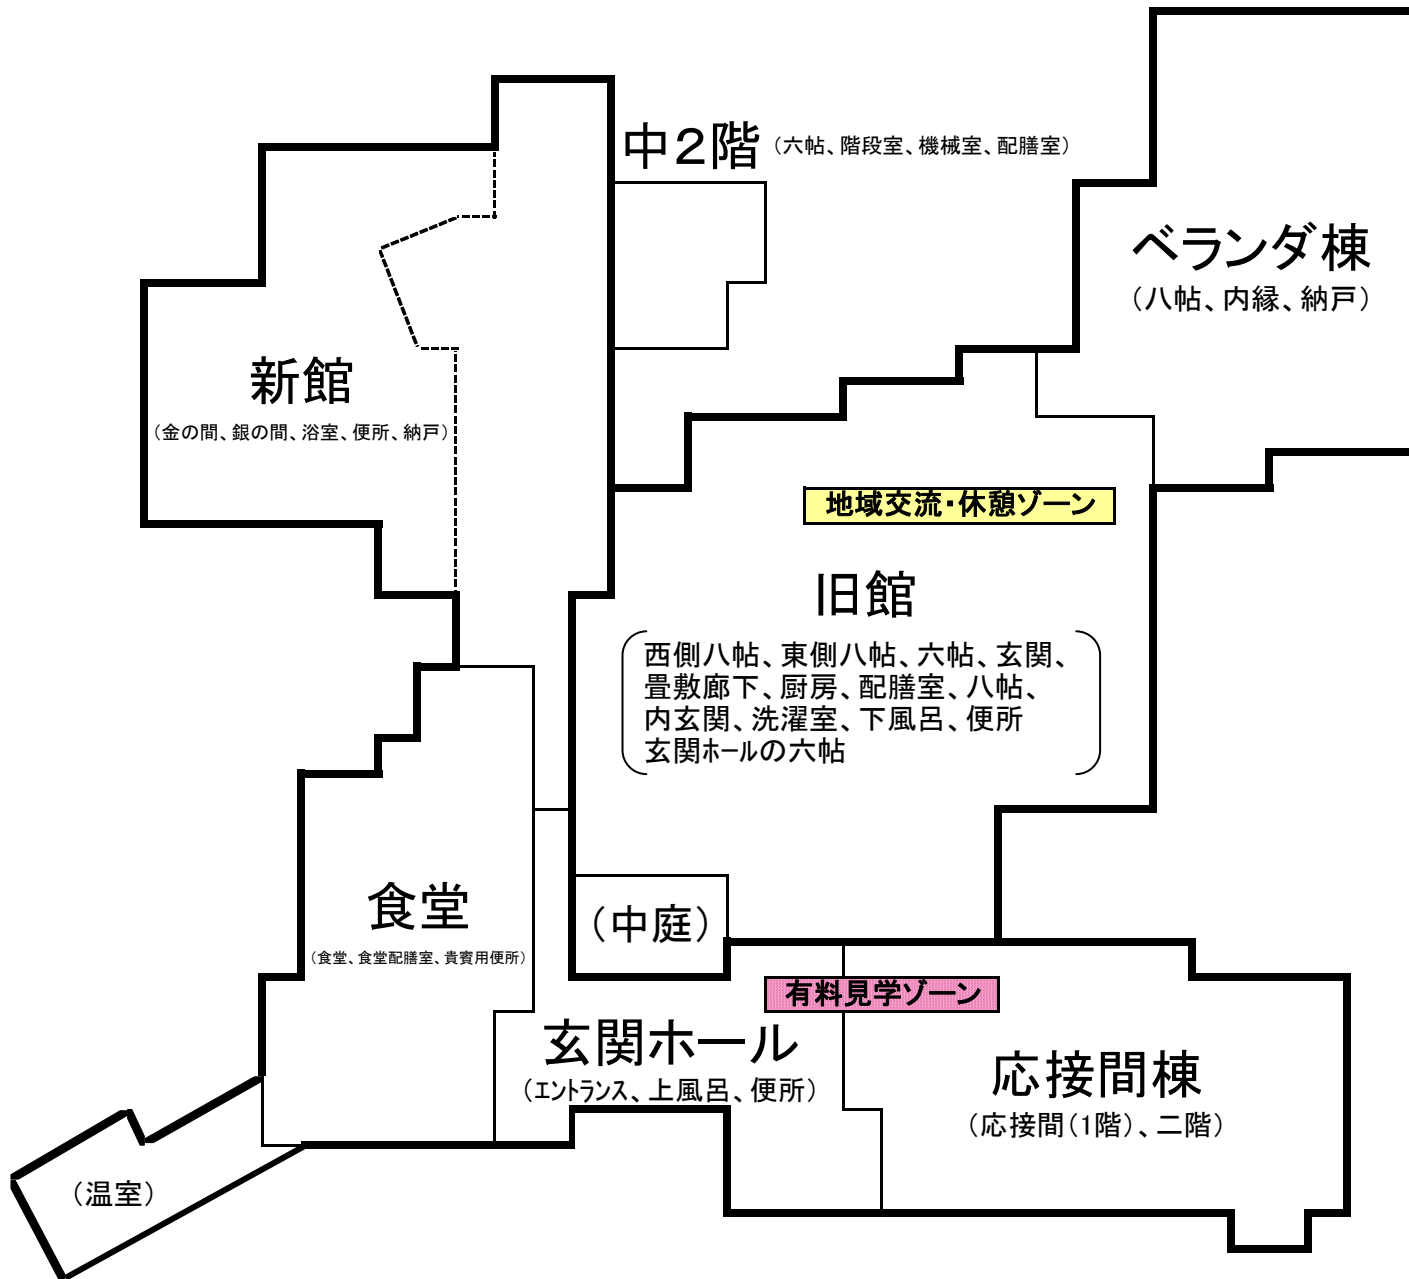 中２階（六帖、階段室、機械室、配膳室）
ベランダ棟
（八帖、内縁、納戸）
新館
（金の間、銀の間、浴室、便所、納戸）
地域交流・休憩ゾーン
旧館
西側八帖、東側八帖、六帖、玄関、
畳敷廊下、厨房、配膳室、八帖、
内玄関、洗濯室、下風呂、便所
玄関ホールの六帖
食堂
（食堂、食堂配膳室、貴賓用便所）
（中庭）
有料見学ゾーン
玄関ホール
（エントランス、上風呂、便所）
応接間棟
（応接間（1階）、二階）
（温室）